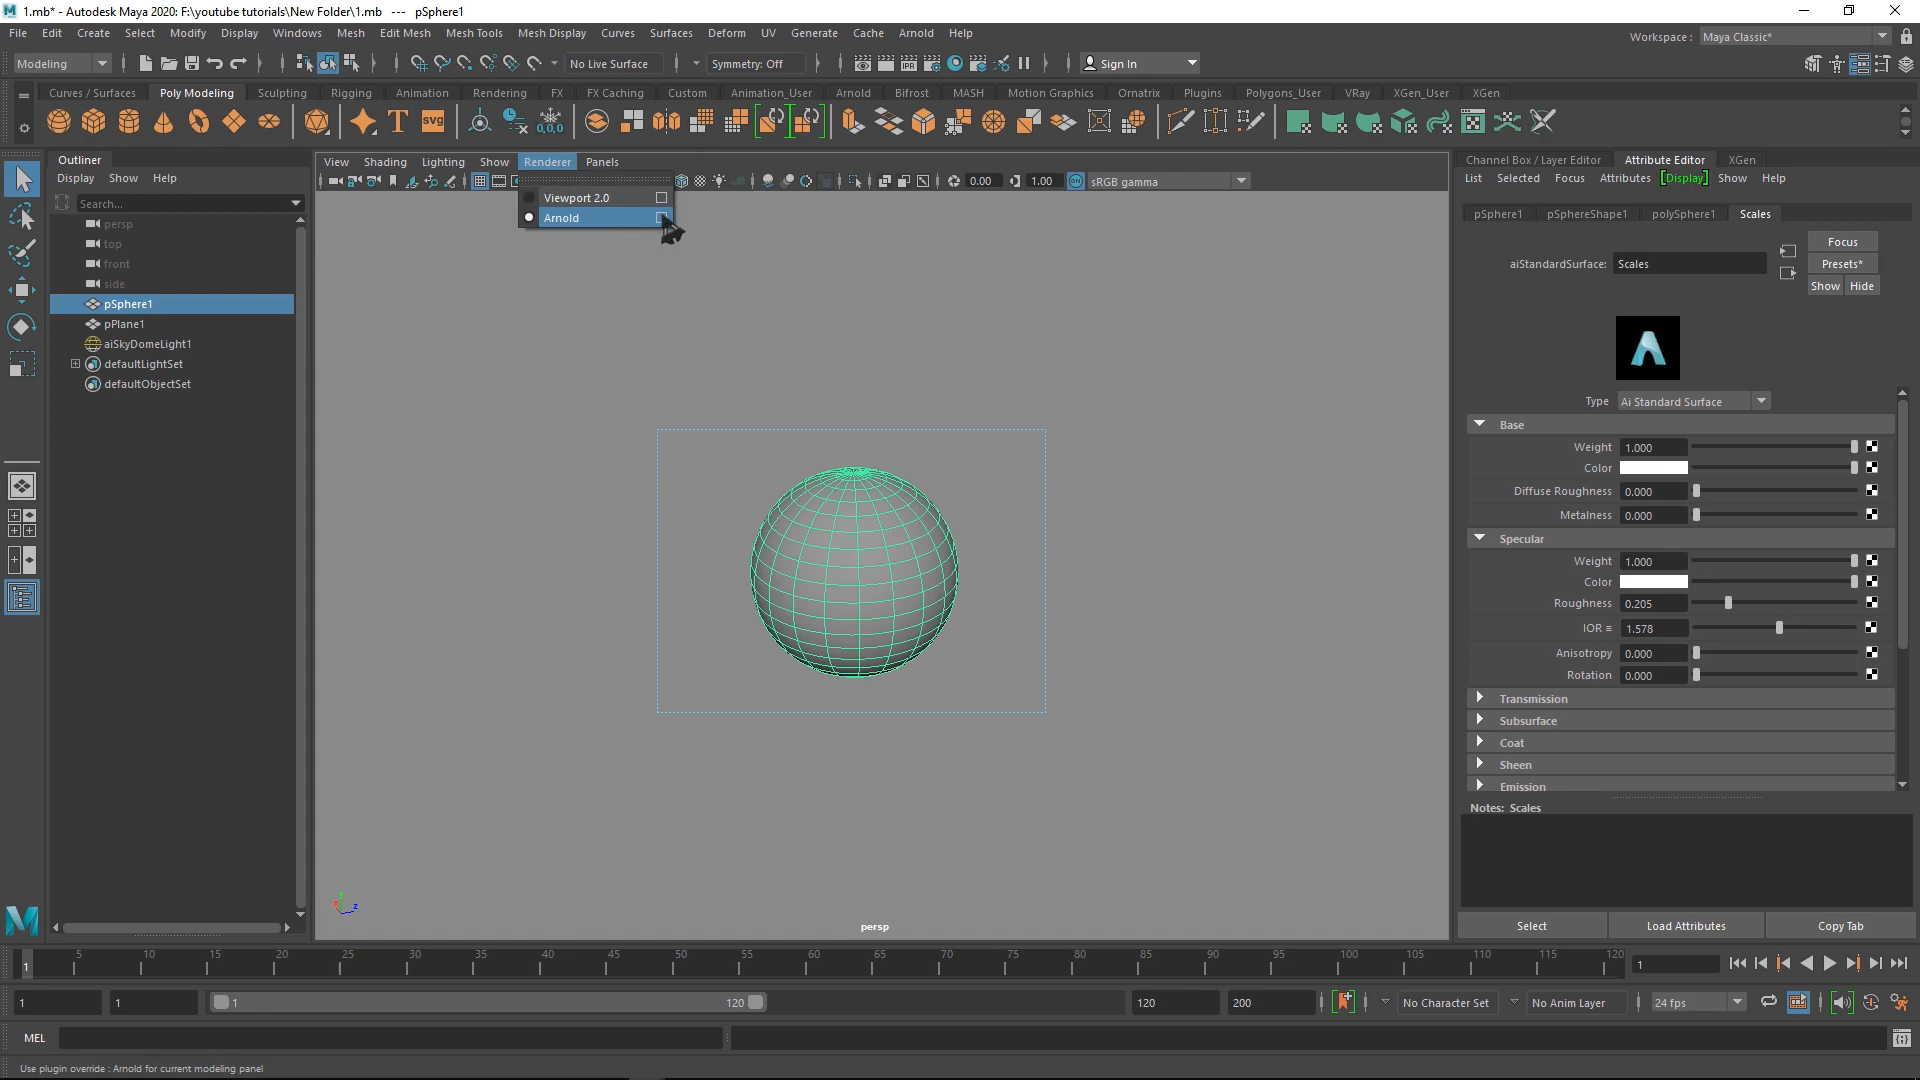 1.mb* - Autodesk Maya 2020: F:\youtube tutorials\New Folder\1.mb --- pSphere1
File Edit Create Select Modify Display Windows Mesh Edit Mesh Mesh Tools Mesh Display Curves Surfaces Deform UV Generate Cache Arnold Help
Workspace : Maya Classic*
Modeling No Live Surface Symmetry: Off IPR Sign In
Curves / Surfaces Poly Modeling Sculpting Rigging Animation Rendering FX FX Caching Custom Animation_User Arnold Bifrost MASH Motion Graphics Ornatrix Plugins Polygons_User VRay XGen_User XGen
T SVG 0,0,0
Outliner
Display Show Help
Search...
persp
top
front
side
pSphere1
pPlane1
aiSkyDomeLight1
defaultLightSet
defaultObjectSet
View Shading Lighting Show Renderer Panels
0.00 1.00 ON sRGB gamma
Viewport 2.0
Arnold
persp
Channel Box / Layer Editor Attribute Editor XGen
List Selected Focus Attributes Display Show Help
pSphere1 pSphereShape1 polySphere1 Scales
aiStandardSurface: Scales
Focus
Presets*
Show Hide
Type Ai Standard Surface
Base
Weight 1.000
Color
Diffuse Roughness 0.000
Metalness 0.000
Specular
Weight 1.000
Color
Roughness 0.205
IOR 1.578
Anisotropy 0.000
Rotation 0.000
Transmission
Subsurface
Coat
Sheen
Emission
Notes: Scales
Select Load Attributes Copy Tab
1 5 10 15 20 25 30 35 40 45 50 55 60 65 70 75 80 85 90 95 100 105 110 115 120 1
1 1 1 120 120 200 No Character Set No Anim Layer 24 fps
MEL
Use plugin override : Arnold for current modeling panel